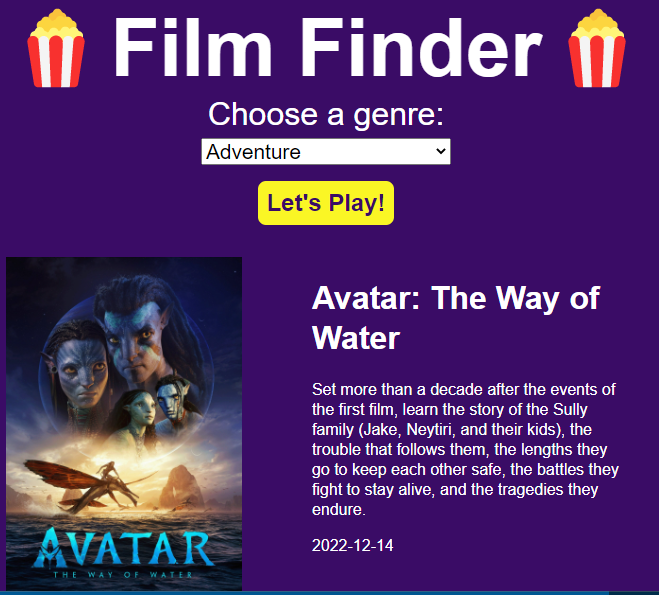 Film Finder
Choose a genre:
Adventure
Let's Play!
Avatar: The Way of
Water
Set more than a decade after the events of
the first film, learn the story of the Sully
family (Jake, Neytiri, and their kids), the
trouble that follows them, the lengths they
go to keep each other safe, the battles they
fight to stay alive, and the tragedies they
endure.
2022-12-14
AVATAR
THE WAY OF WATER